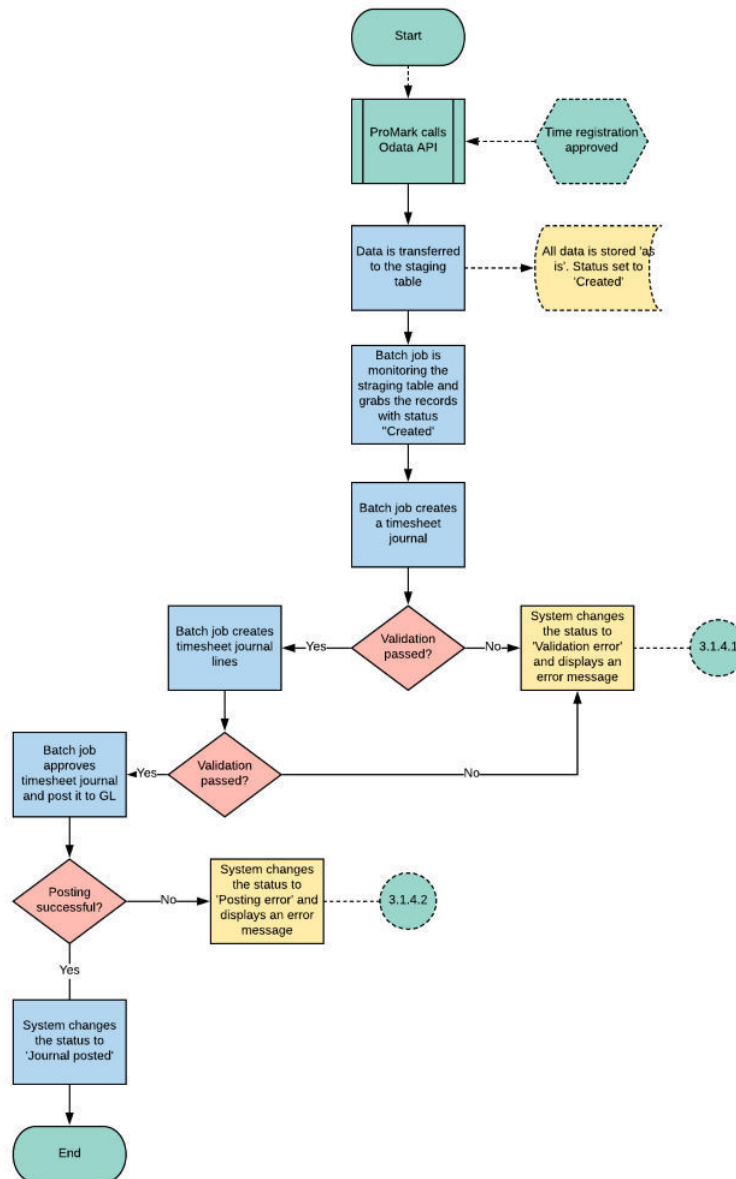 Start
ProMark calls
Odata API
Time registration
approved
Data is transferred
to the staging
table
All data is stored 'as
is'. Status set to
'Created'
Batch job is
monitoring the
straging table and
grabs the records
with status
"Created'
Batch job creates
a timesheet
journal
Batch job creates
timesheet journal
lines
Yes
Validation
passed?
No
System changes
the status to
'Validation error'
and displays an
error message
3.1.4.1
Batch job
approves
timesheet journal
and post it to GL
Yes
Validation
passed?
No
Posting
successful?
No
System changes
the status to
'Posting error' and
displays an error
message
3.1.4.2
Yes
System changes
the status to
'Journal posted'
End